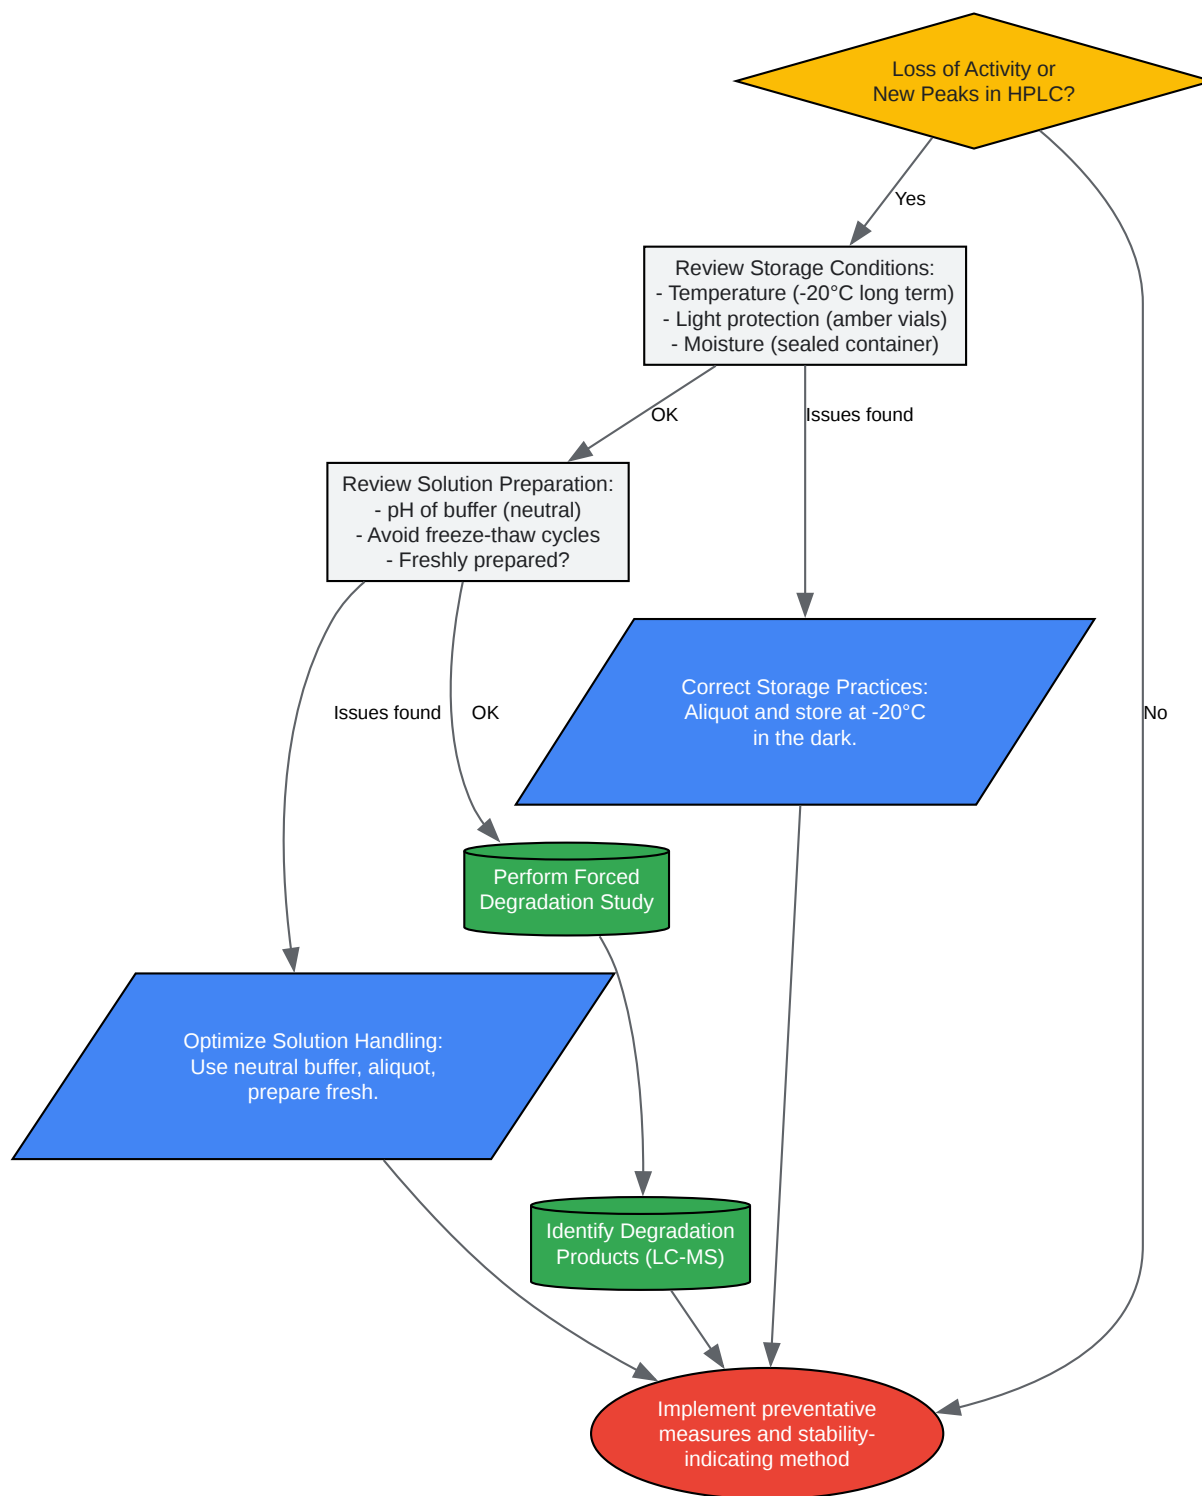 Loss of Activity or
New Peaks in HPLC?
Yes
Review Storage Conditions:
- Temperature (-20°C long term)
- Light protection (amber vials)
- Moisture (sealed container)
OK
Issues found
Review Solution Preparation:
- pH of buffer (neutral)
- Avoid freeze-thaw cycles
- Freshly prepared?
Issues found
OK
Correct Storage Practices:
Aliquot and store at -20°C
in the dark.
No
Perform Forced
Degradation Study
Optimize Solution Handling:
Use neutral buffer, aliquot,
prepare fresh.
Identify Degradation
Products (LC-MS)
Implement preventative
measures and stability-
indicating method